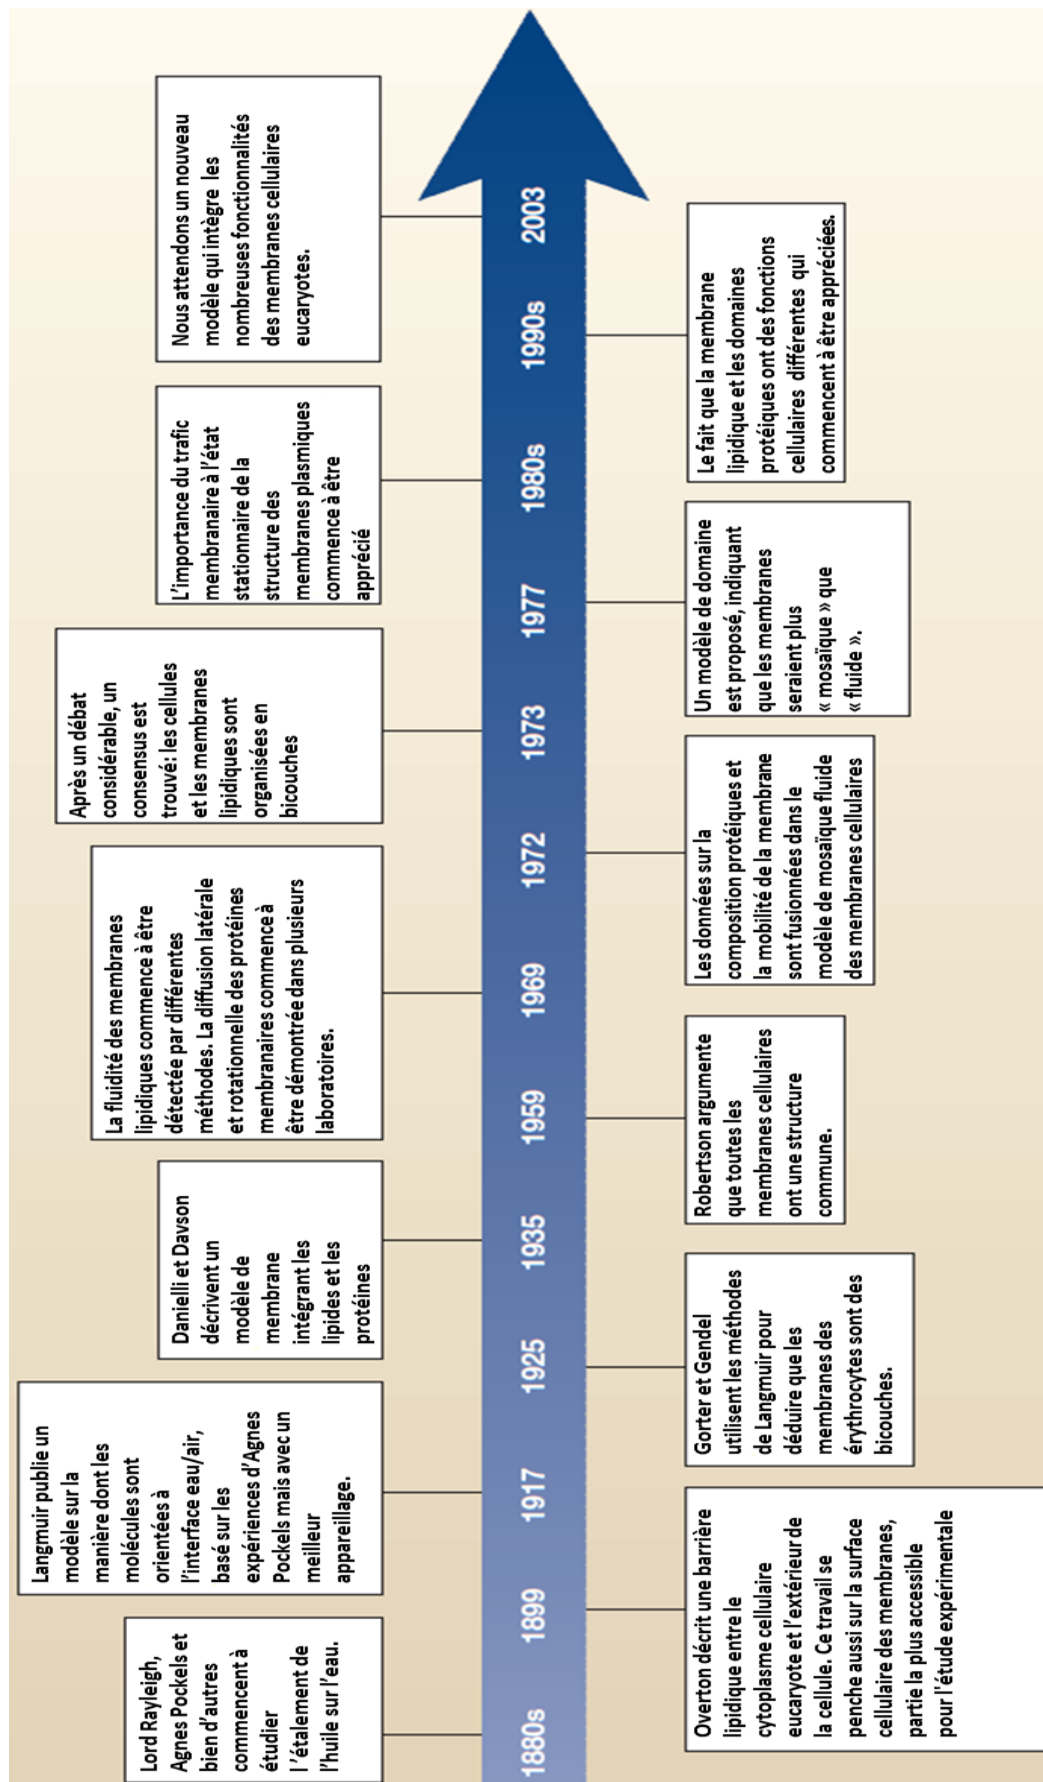 Lord Rayleigh,
Agnes Pockels et
bien d'autres
commencent à
étudier
l'étalement de
l'huile sur l'eau.
1880s
Overton décrit une barrière
lipidique entre le
cytoplasme cellulaire
eucaryote et l'extérieur de
la cellule. Ce travail se
penche aussi sur la surface
cellulaire des membranes,
partie la plus accessible
pour l'étude expérimentale
1899
Langmuir publie un
modèle sur la
manière dont les
molécules sont
orientées à
l'interface eau/air,
basé sur les
expériences d'Agnes
Pockels mais avec un
meilleur
appareillage.
1917
Gorter et Gendel
utilisent les méthodes
de Langmuir pour
déduire que les
membranes des
érythrocytes sont des
bicouches.
1925
Danielli et Davson
décrivent un
modèle de
membrane
intégrant les
lipides et les
protéines
1935
Robertson argumente
que toutes les
membranes cellulaires
ont une structure
commune.
1959
La fluidité des membranes
lipidiques commence à être
détectée par différentes
méthodes. La diffusion latérale
et rotationnelle des protéines
membranaires commence à
être démontrée dans plusieurs
laboratoires.
1969
Les données sur la
composition protéiques et
la mobilité de la membrane
sont fusionnées dans le
modèle de mosaïque fluide
des membranes cellulaires
1972
Après un débat
considérable, un
consensus est
trouvé: les cellules
et les membranes
lipidiques sont
organisées en
bicouches
1973
Un modèle de domaine
est proposé, indiquant
que les membranes
seraient plus
« mosaïque » que
« fluide ».
1977
L'importance du trafic
membranaire à l'état
stationnaire de la
structure des
membranes plasmiques
commence à être
apprécié
1980s
Le fait que la membrane
lipidique et les domaines
protéiques ont des fonctions
cellulaires différentes qui
commencent à être appréciées.
1990s
Nous attendons un nouveau
modèle qui intègre les
nombreuses fonctionnalités
des membranes cellulaires
eucaryotes.
2003